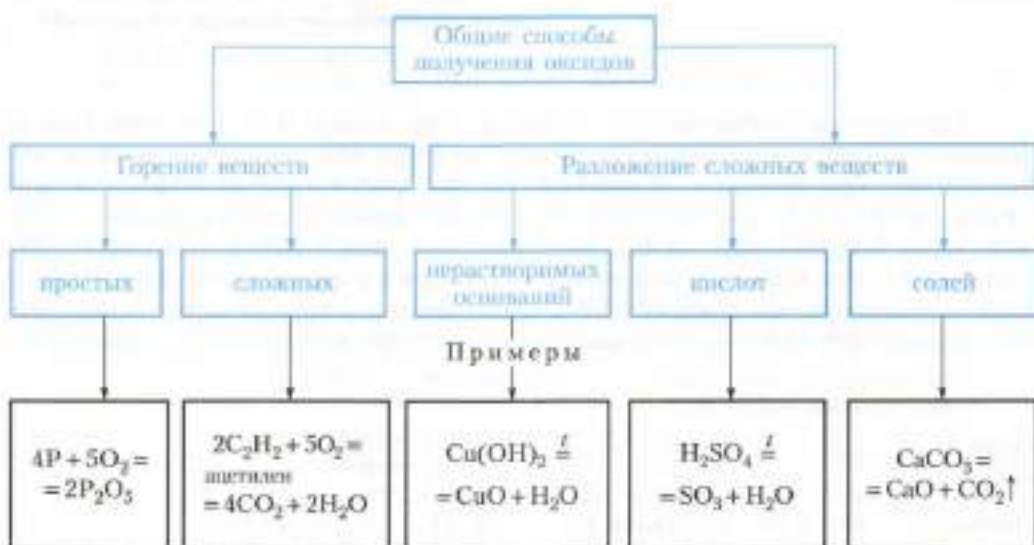 Общие способы
получения оксидов
Горение веществ
Разложение сложных веществ
простых
сложных
нерастворимых
оснований
кислот
солей
Примеры
4P + 5O₂ =
= 2P₂O₅
2C₂H₂ + 5O₂ =
ацетилен
= 4CO₂ + 2H₂O
Cu(OH)₂ t=
= CuO + H₂O
H₂SO₄ t=
= SO₃ + H₂O
CaCO₃ =
= CaO + CO₂↑